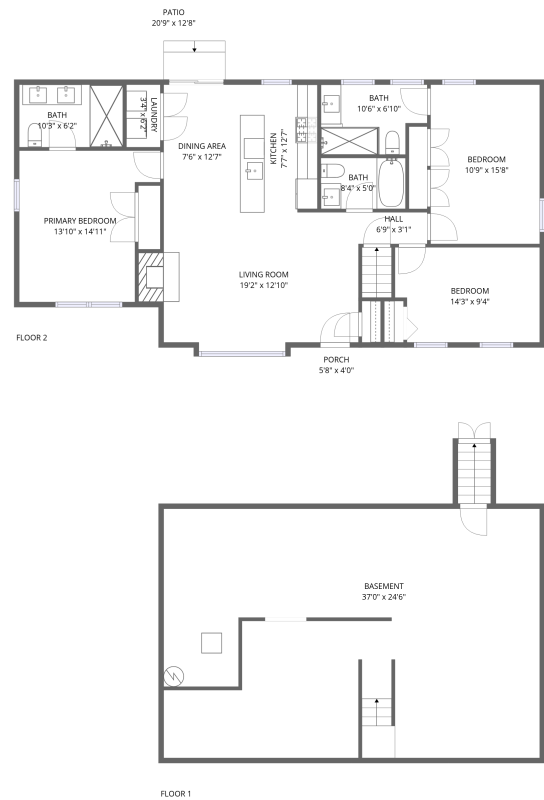 PATIO
20'9" x 12'8"
BATH
10'3" x 6'2"
LAUNDRY
3'4" x 6'2"
DINING AREA
7'6" x 12'7"
KITCHEN
7'7" x 12'7"
BATH
10'6" x 6'10"
BATH
8'4" x 5'0"
BEDROOM
10'9" x 15'8"
PRIMARY BEDROOM
13'10" x 14'11"
HALL
6'9" x 3'1"
LIVING ROOM
19'2" x 12'10"
BEDROOM
14'3" x 9'4"
FLOOR 2
PORCH
5'8" x 4'0"
BASEMENT
37'0" x 24'6"
FLOOR 1